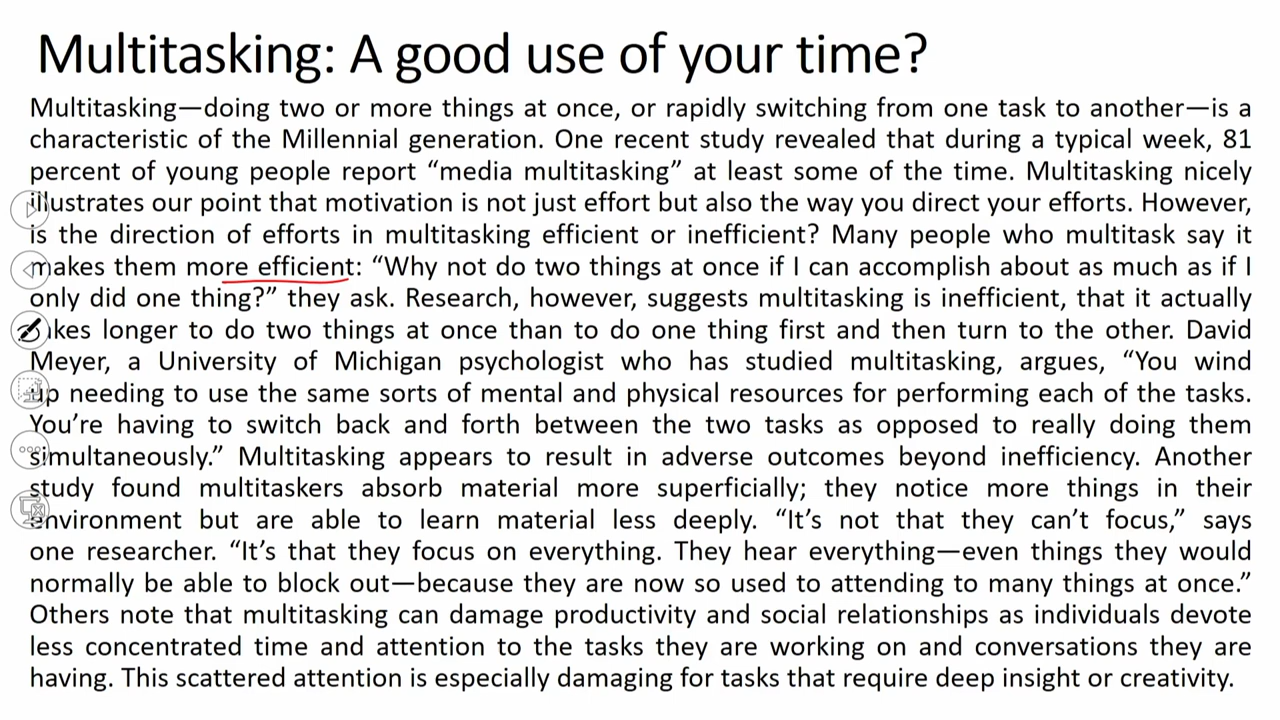 Multitasking: A good use of your time?
Multitasking—doing two or more things at once, or rapidly switching from one task to another—is a
characteristic of the Millennial generation. One recent study revealed that during a typical week, 81
percent of young people report “media multitasking” at least some of the time. Multitasking nicely
illustrates our point that motivation is not just effort but also the way you direct your efforts. However,
is the direction of efforts in multitasking efficient or inefficient? Many people who multitask say it
makes them more efficient: “Why not do two things at once if I can accomplish about as much as if I
only did one thing?” they ask. Research, however, suggests multitasking is inefficient, that it actually
takes longer to do two things at once than to do one thing first and then turn to the other. David
Meyer, a University of Michigan psychologist who has studied multitasking, argues, “You wind
up needing to use the same sorts of mental and physical resources for performing each of the tasks.
You’re having to switch back and forth between the two tasks as opposed to really doing them
simultaneously.” Multitasking appears to result in adverse outcomes beyond inefficiency. Another
study found multitaskers absorb material more superficially; they notice more things in their
environment but are able to learn material less deeply. “It’s not that they can’t focus,” says
one researcher. “It’s that they focus on everything. They hear everything—even things they would
normally be able to block out—because they are now so used to attending to many things at once.”
Others note that multitasking can damage productivity and social relationships as individuals devote
less concentrated time and attention to the tasks they are working on and conversations they are
having. This scattered attention is especially damaging for tasks that require deep insight or creativity.